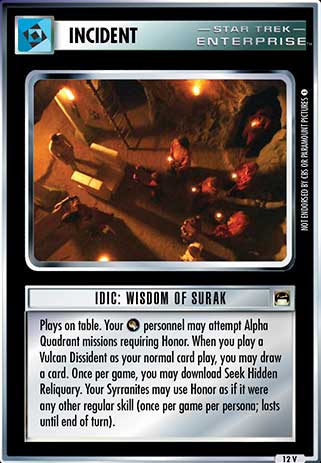 INCIDENT
STAR TREK
ENTERPRISE™
NOT ENDORSED BY CBS OR PARAMOUNT PICTURES
IDIC: WISDOM OF SURAK
Plays on table. Your personnel may attempt Alpha
Quadrant missions requiring Honor. When you play a
Vulcan Dissident as your normal card play, you may draw
a card. Once per game, you may download Seek Hidden
Reliquary. Your Syrranites may use Honor as if it were
any other regular skill (once per game per persona; lasts
until end of turn).
12 V